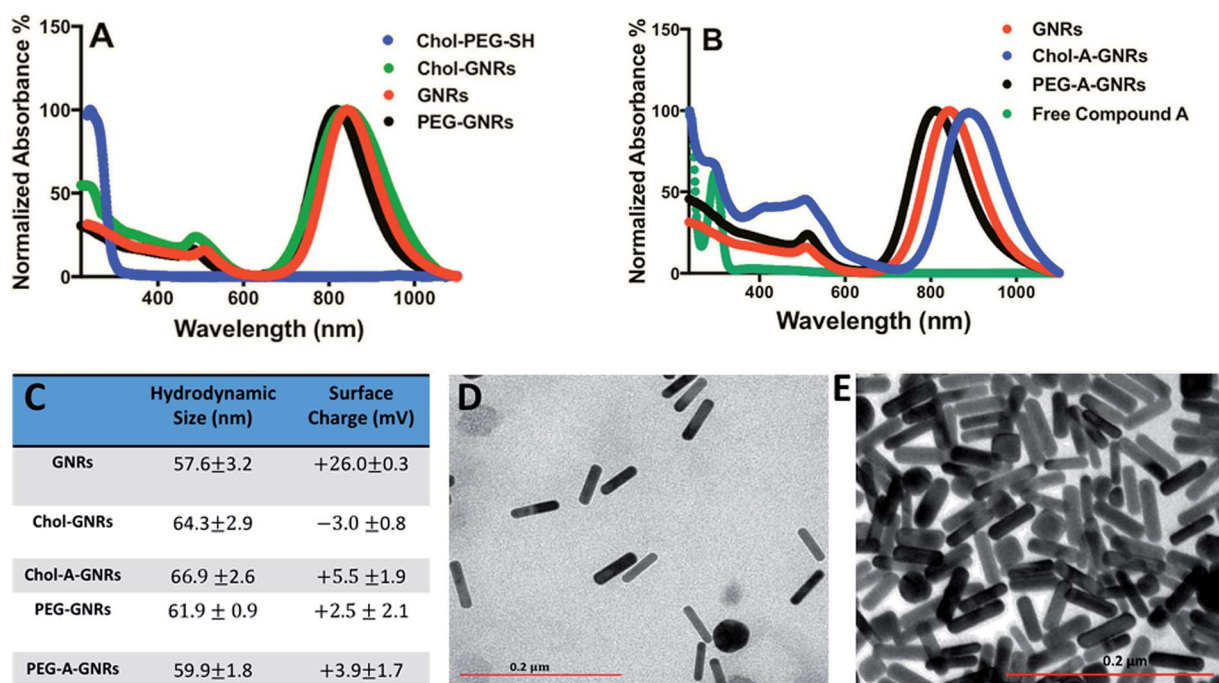 A
Normalized Absorbance %
150
100
50
0
400
600
800
1000
Wavelength (nm)
Chol-PEG-SH
Chol-GNRs
GNRs
PEG-GNRs
B
Normalized Absorbance %
150
100
50
0
400
600
800
1000
Wavelength (nm)
GNRs
Chol-A-GNRs
PEG-A-GNRs
Free Compound A
C Hydrodynamic Surface
Size (nm) Charge (mV)
GNRs 57.6±3.2 +26.0±0.3
Chol-GNRs 64.3±2.9 −3.0 ±0.8
Chol-A-GNRs 66.9 ±2.6 +5.5 ±1.9
PEG-GNRs 61.9 ± 0.9 +2.5 ± 2.1
PEG-A-GNRs 59.9±1.8 +3.9±1.7
D
0.2 µm
E
0.2 µm